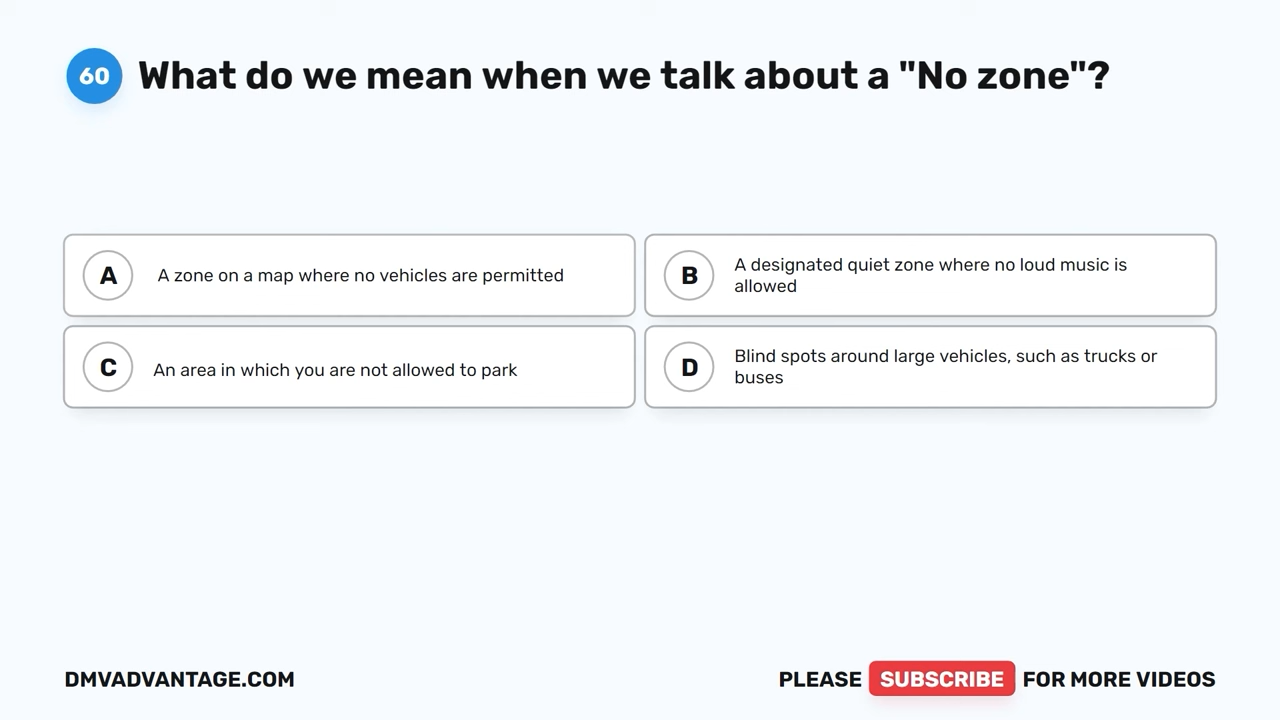 60 What do we mean when we talk about a "No zone"?
A A zone on a map where no vehicles are permitted
B A designated quiet zone where no loud music is
allowed
C An area in which you are not allowed to park
D Blind spots around large vehicles, such as trucks or
buses
DMVADVANTAGE.COM
PLEASE SUBSCRIBE FOR MORE VIDEOS